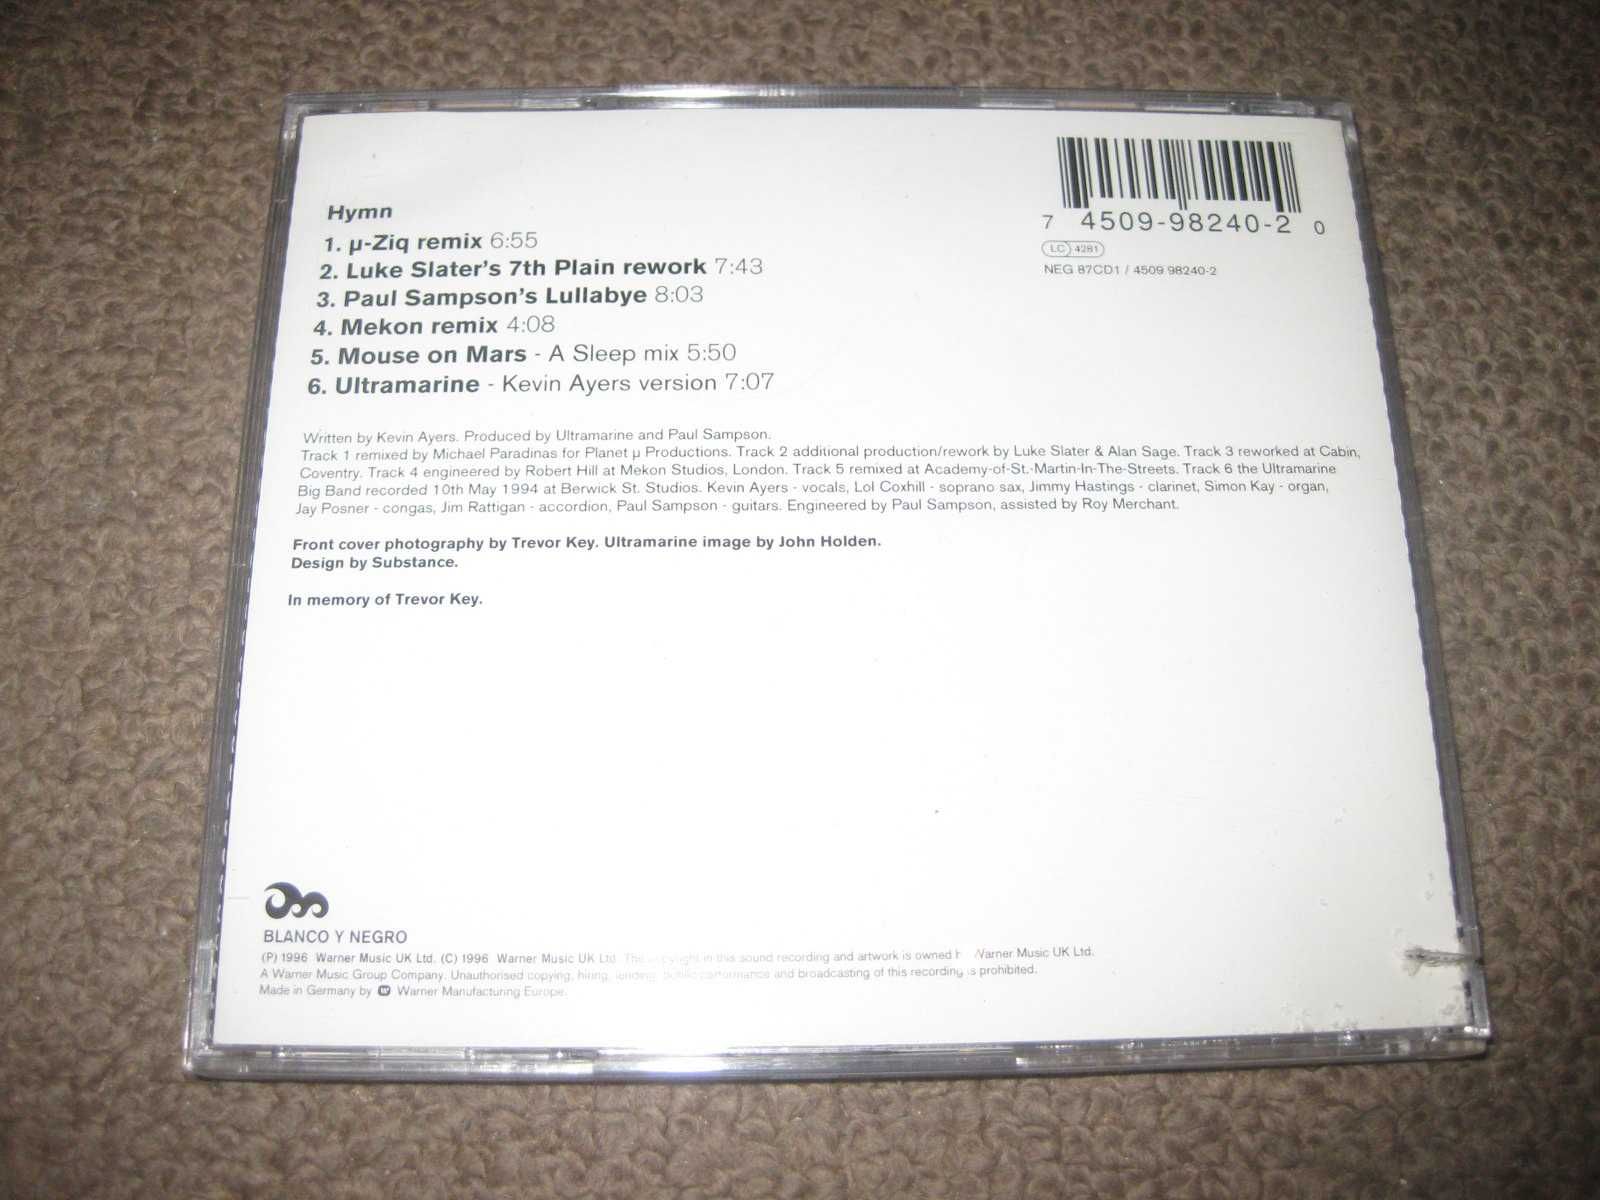 Hymn
1. µ-Ziq remix 6:55
2. Luke Slater's 7th Plain rework 7:43
3. Paul Sampson's Lullabye 8:03
4. Mekon remix 4:08
5. Mouse on Mars - A Sleep mix 5:50
6. Ultramarine - Kevin Ayers version 7:07
7 4509-98240-2 0
LC 4281
NEG 87CD1 / 4509 98240-2
Written by Kevin Ayers. Produced by Ultramarine and Paul Sampson.
Track 1 remixed by Michael Paradinas for Planet µ Productions. Track 2 additional production/rework by Luke Slater & Alan Sage. Track 3 reworked at Cabin,
Coventry. Track 4 engineered by Robert Hill at Mekon Studios, London. Track 5 remixed at Academy-of-St.-Martin-In-The-Streets. Track 6 the Ultramarine
Big Band recorded 10th May 1994 at Berwick St. Studios. Kevin Ayers - vocals, Lol Coxhill - soprano sax, Jimmy Hastings - clarinet, Simon Kay - organ,
Jay Posner - congas, Jim Rattigan - accordion, Paul Sampson - guitars. Engineered by Paul Sampson, assisted by Roy Merchant.
Front cover photography by Trevor Key. Ultramarine image by John Holden.
Design by Substance.
In memory of Trevor Key.
BLANCO Y NEGRO
(P) 1996 Warner Music UK Ltd. (C) 1996 Warner Music UK Ltd. The copyright in this sound recording and artwork is owned Warner Music UK Ltd.
A Warner Music Group Company. Unauthorised copying, hiring, lending, public performance and broadcasting of this recording is prohibited.
Made in Germany by W Warner Manufacturing Europe.